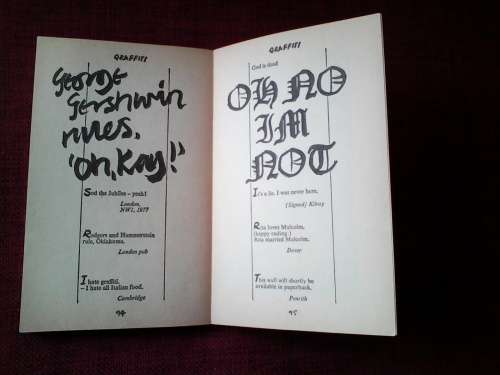 GRAFFITI
George
Gershwin
rules,
'Oh, Kay!'
Sod the Jubilee – yeah!
London,
NW1, 1977
Rodgers and Hammerstein
rule, Oklahoma.
London pub
I hate graffiti.
– I hate all Italian food.
Cambridge
94
GRAFFITI
God is dead
OH NO
IM
NOT
It's a lie. I was never here.
(Signed) Kilroy
Rita loves Malcolm.
(happy ending)
Rita married Malcolm.
Dover
This wall will shortly be
available in paperback.
Penrith
95